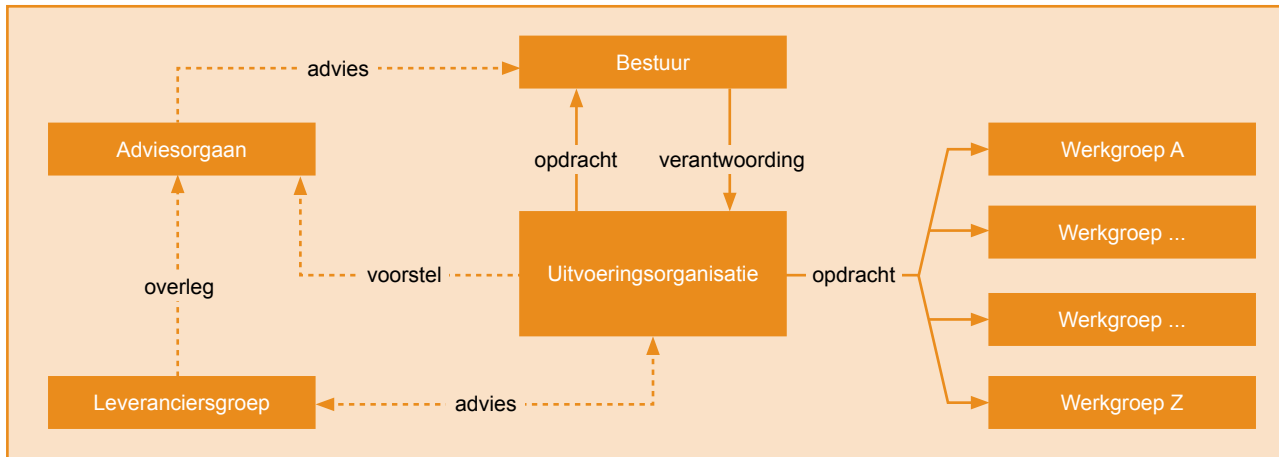 Bestuur
advies
Adviesorgaan
opdracht
verantwoording
Werkgroep A
Werkgroep ...
voorstel
Uitvoeringsorganisatie
opdracht
overleg
Werkgroep ...
Leveranciersgroep
advies
Werkgroep Z